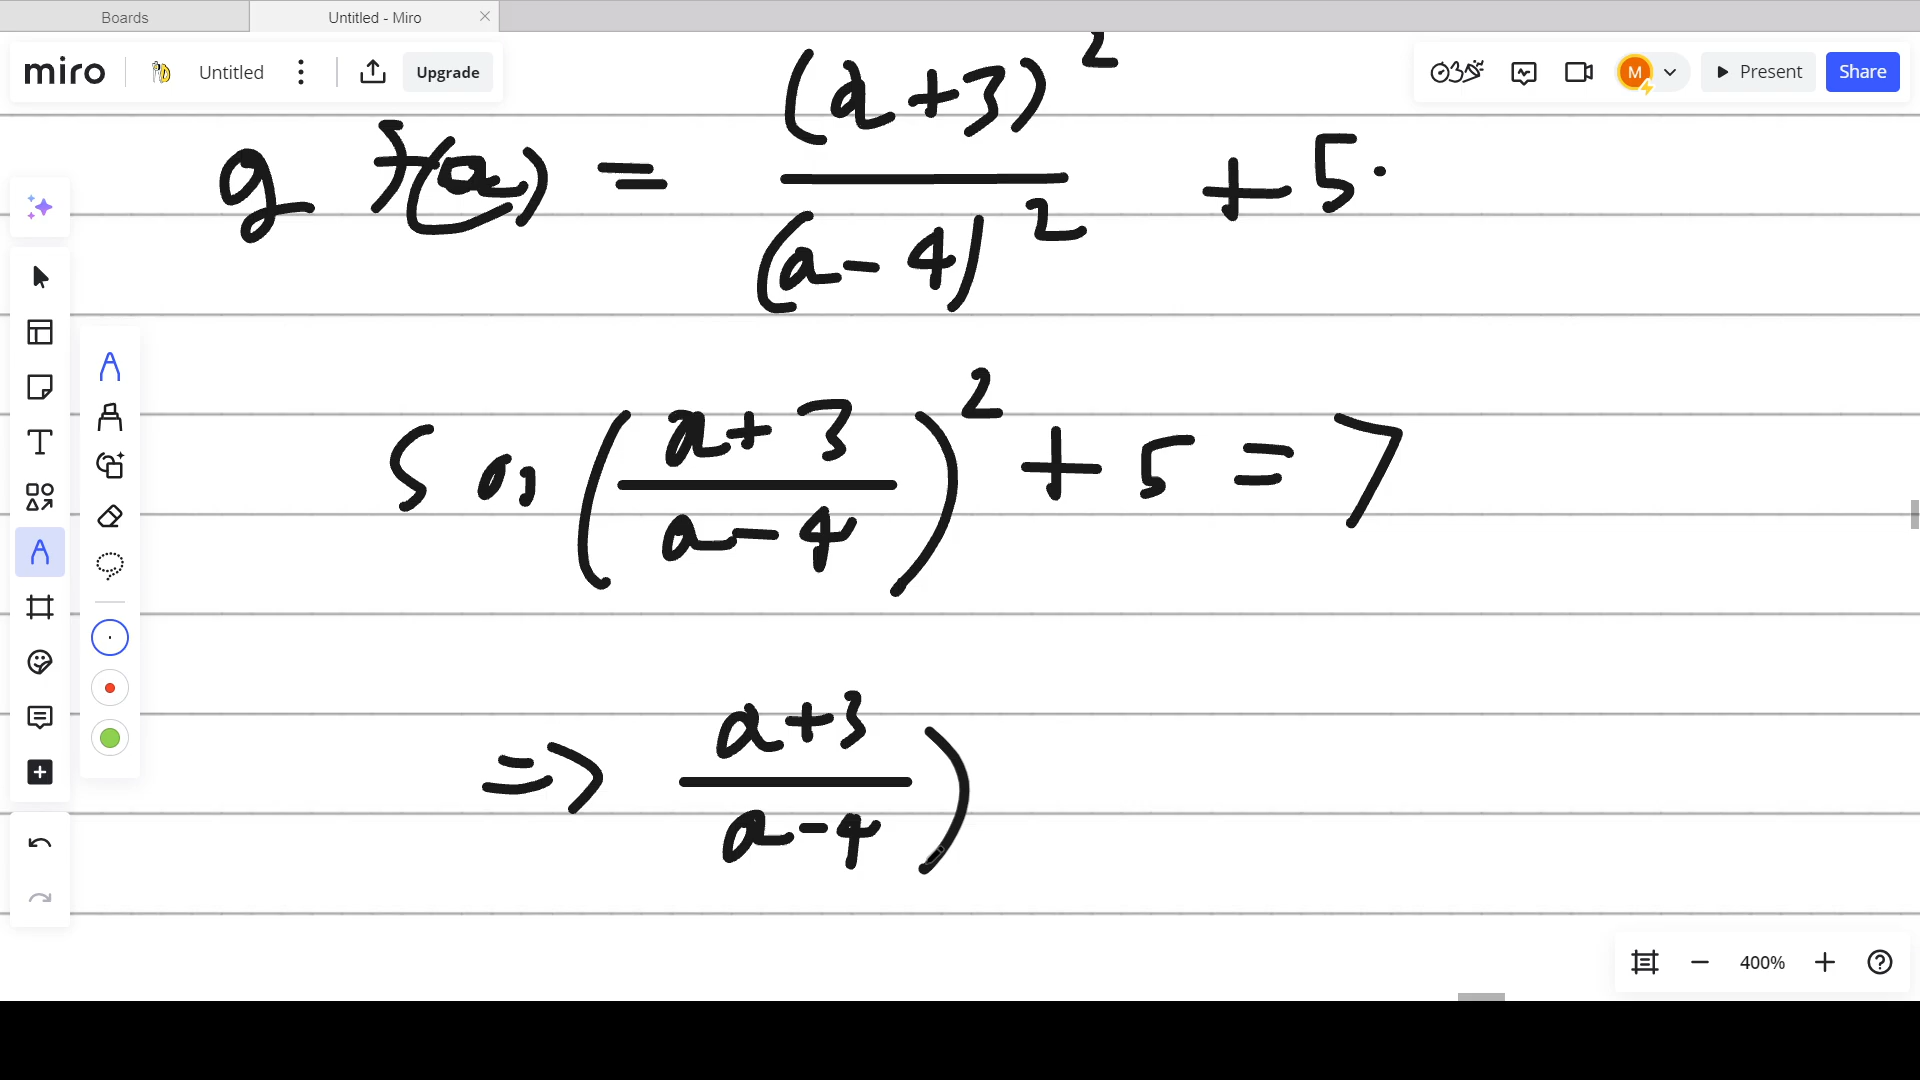 Boards
Untitled - Miro
miro
Untitled
Upgrade
M
Present
Share
g f(a) = (a+3)² / (a-4)² + 5.
So, ( a+3 / a-4 )² + 5 = 7
=> a+3 / a-4 )
400%